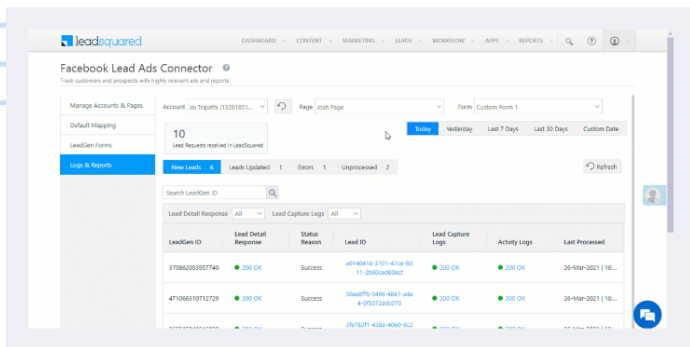 leadsquared DASHBOARD CONTENT MARKETING LEADS WORKFLOW APPS REPORTS
Facebook Lead Ads Connector
Track customers and prospects with highly relevant ads and reports
Manage Accounts & Pages
Default Mapping
LeadGen Forms
Logs & Reports
Account Jai Tripathi (13281851... Page Josh Page Form Custom Form 1
10
Lead Requests received in LeadSquared
Today Yesterday Last 7 Days Last 30 Days Custom Date
New Leads 6 Leads Updated 1 Errors 1 Unprocessed 2 Refresh
Search LeadGen ID
Lead Detail Response All Lead Capture Logs All
LeadGen ID Lead Detail Response Status Reason Lead ID Lead Capture Logs Activity Logs Last Processed
370862053957740 200 OK Success 200 OK 200 OK 26-Mar-2021 | 16:...
471066310712729 200 OK Success 200 OK 200 OK 26-Mar-2021 | 16:...